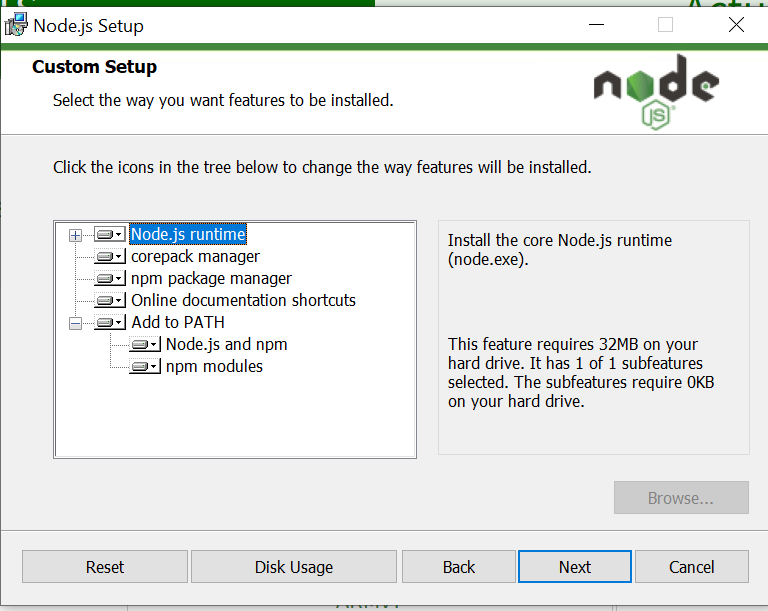 Node.js Setup
Custom Setup
Select the way you want features to be installed.
node
JS
Click the icons in the tree below to change the way features will be installed.
Node.js runtime
corepack manager
npm package manager
Online documentation shortcuts
Add to PATH
Node.js and npm
npm modules
Install the core Node.js runtime
(node.exe).
This feature requires 32MB on your
hard drive. It has 1 of 1 subfeatures
selected. The subfeatures require 0KB
on your hard drive.
Browse...
Reset
Disk Usage
Back
Next
Cancel